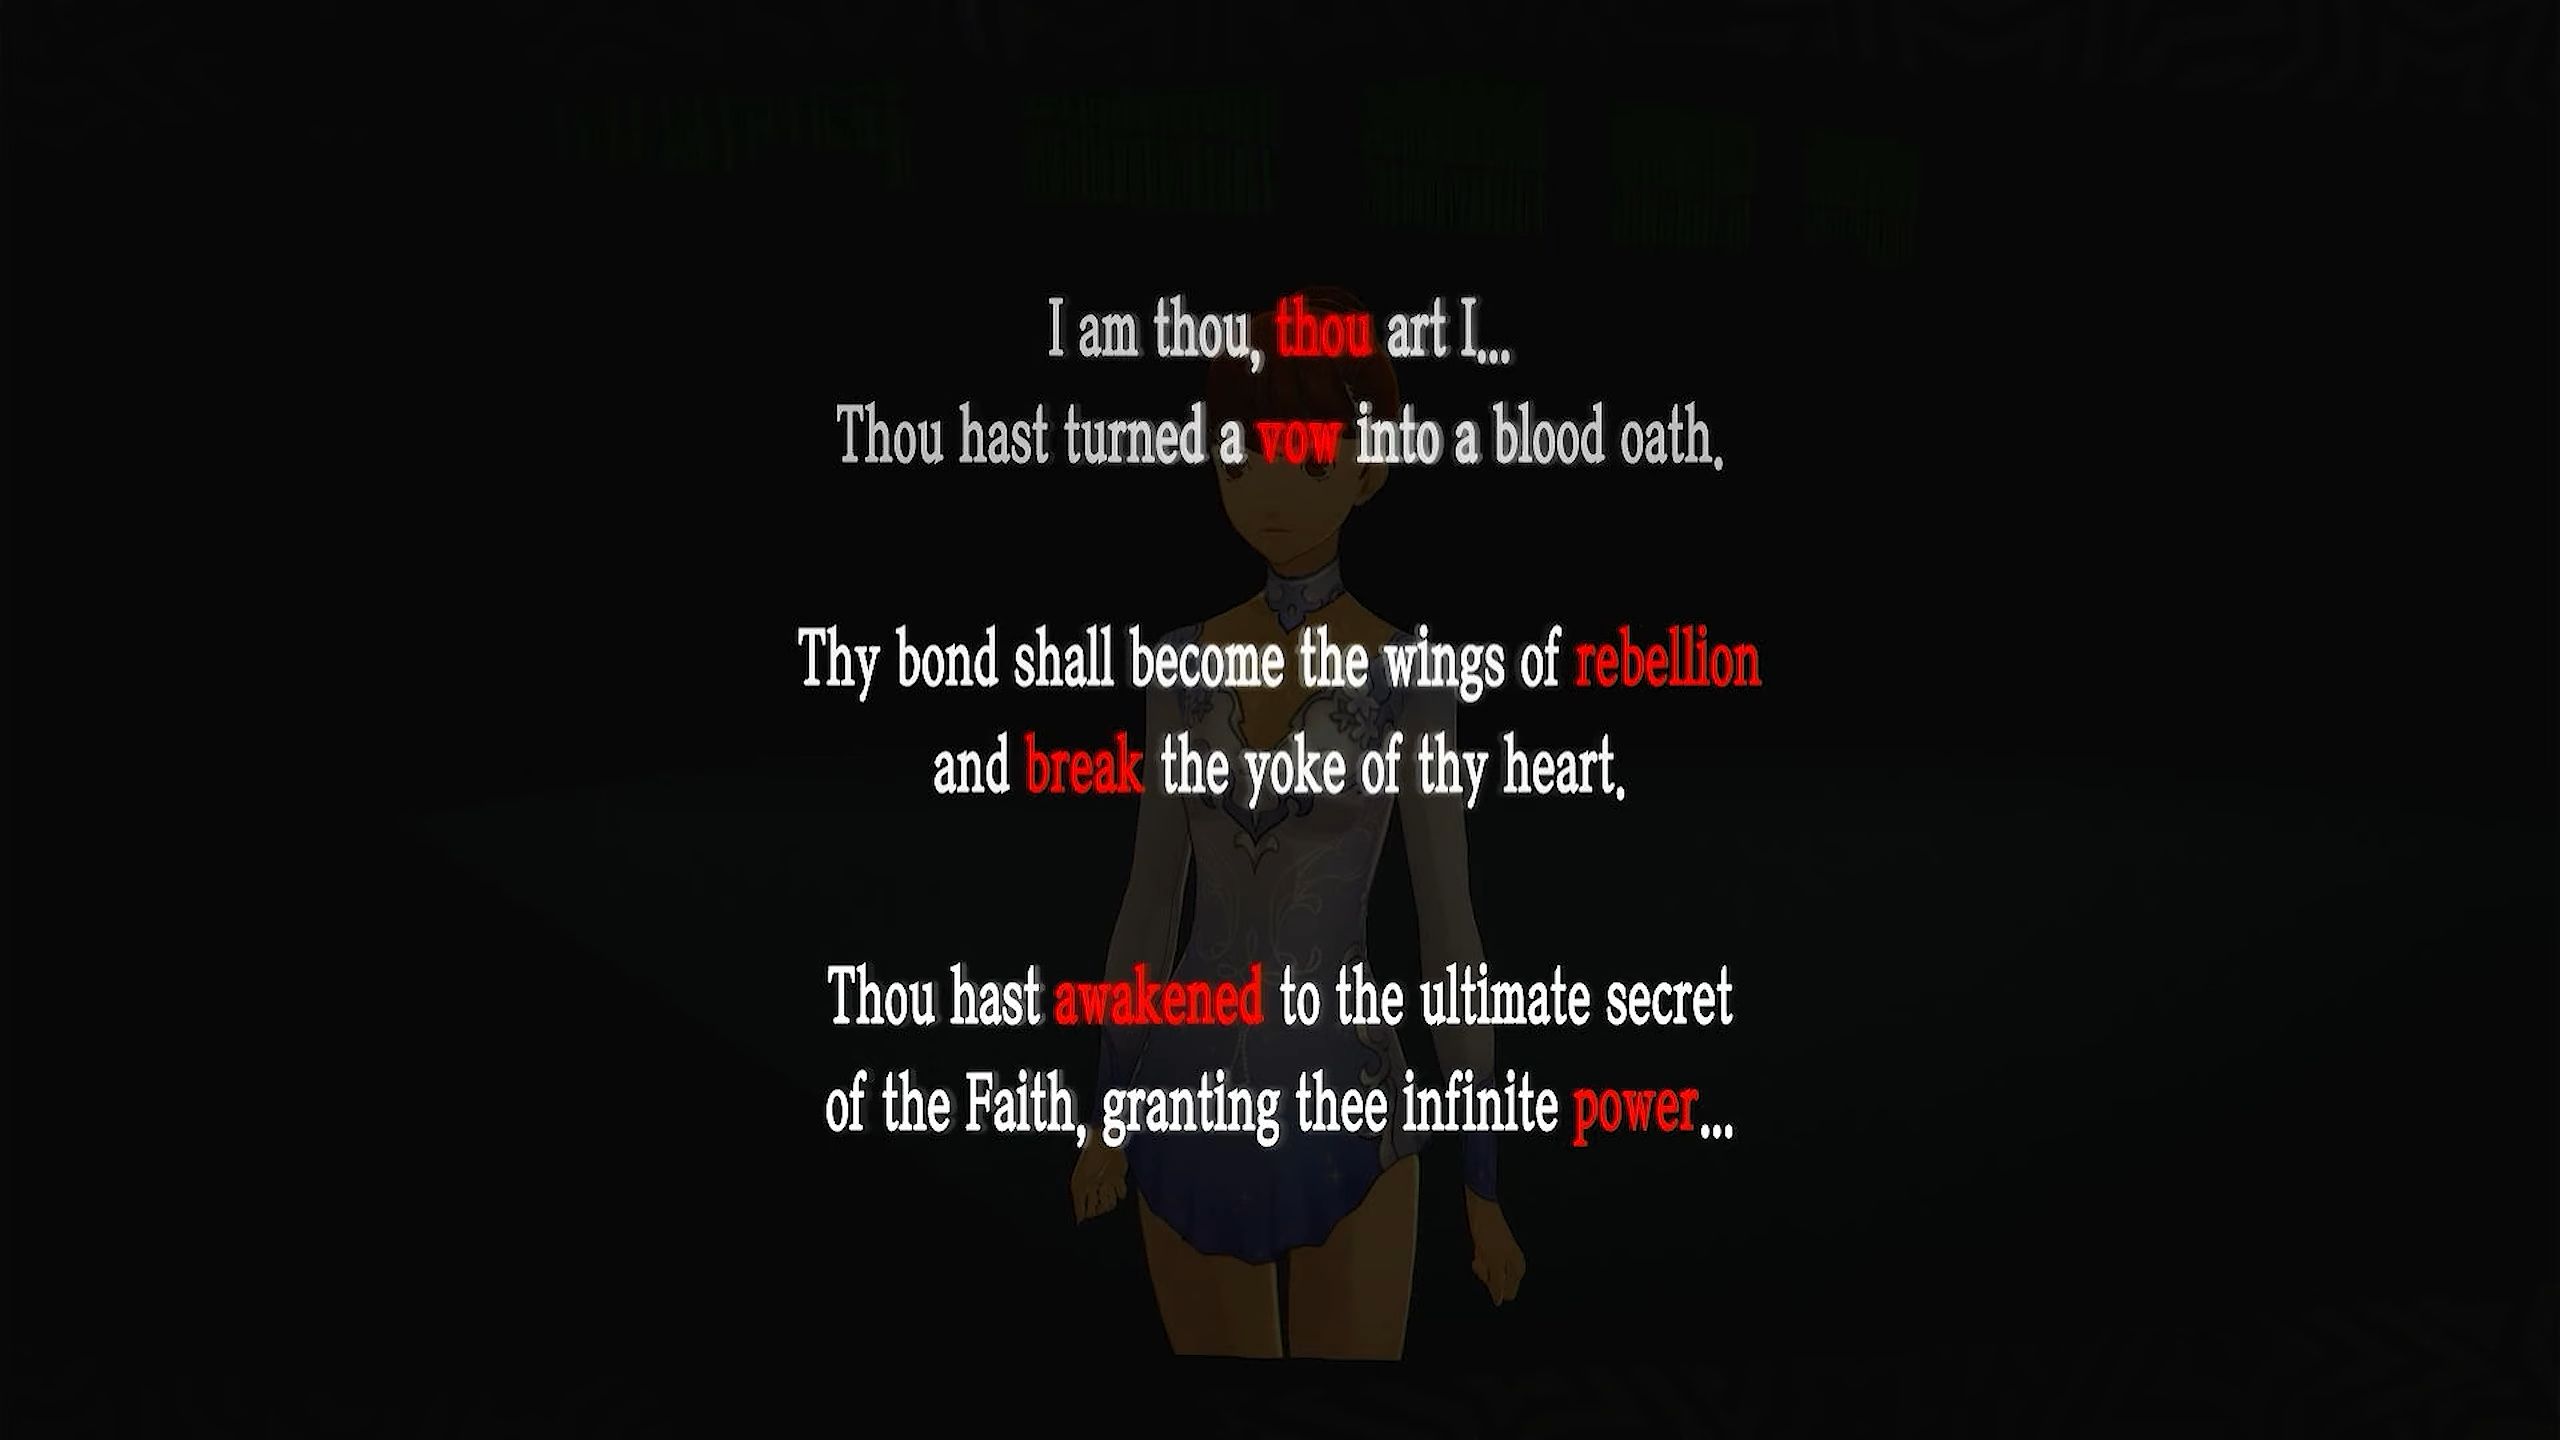 I am thou, thou art I...
Thou hast turned a vow into a blood oath.
Thy bond shall become the wings of rebellion
and break the yoke of thy heart.
Thou hast awakened to the ultimate secret
of the Faith, granting thee infinite power...